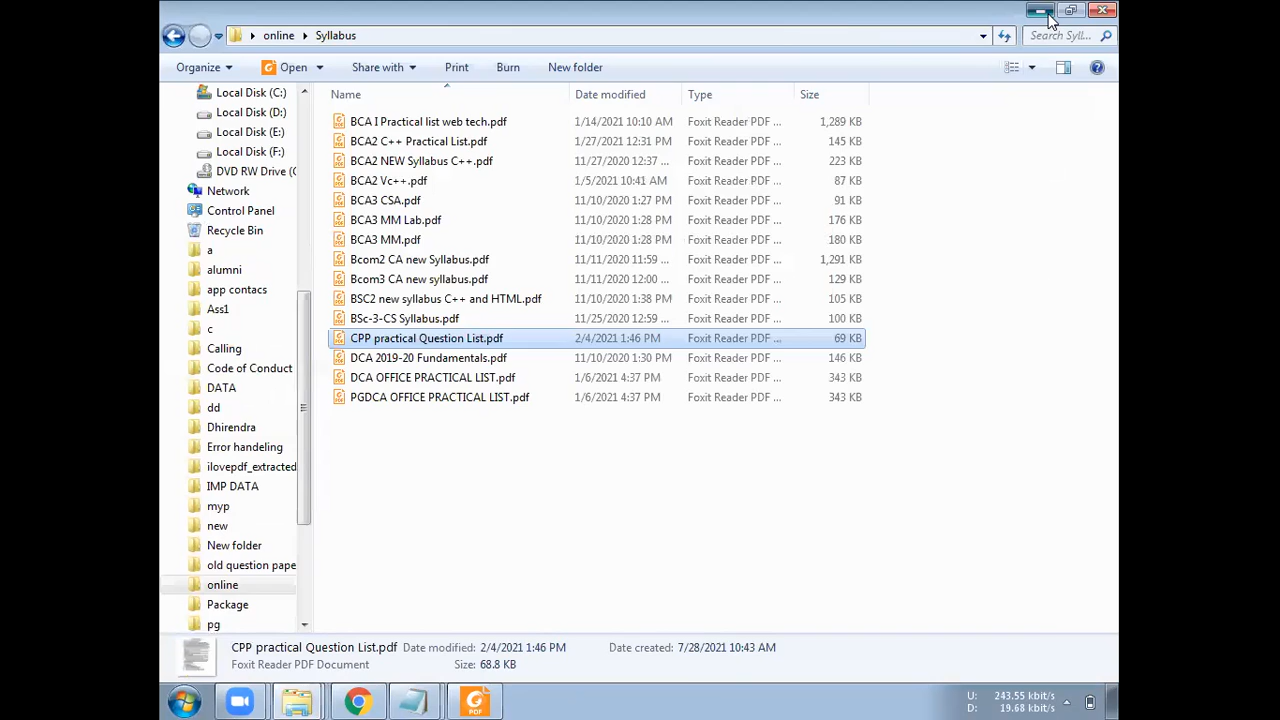 online Syllabus
Search Syll...
Organize Open Share with Print Burn New folder
Name Date modified Type Size
BCA I Practical list web tech.pdf 1/14/2021 10:10 AM Foxit Reader PDF ... 1,289 KB
BCA2 C++ Practical List.pdf 1/27/2021 12:31 PM Foxit Reader PDF ... 145 KB
BCA2 NEW Syllabus C++.pdf 11/27/2020 12:37 ... Foxit Reader PDF ... 223 KB
BCA2 Vc++.pdf 1/5/2021 10:41 AM Foxit Reader PDF ... 87 KB
BCA3 CSA.pdf 11/10/2020 1:27 PM Foxit Reader PDF ... 91 KB
BCA3 MM Lab.pdf 11/10/2020 1:28 PM Foxit Reader PDF ... 176 KB
BCA3 MM.pdf 11/10/2020 1:28 PM Foxit Reader PDF ... 180 KB
Bcom2 CA new Syllabus.pdf 11/11/2020 11:59 ... Foxit Reader PDF ... 1,291 KB
Bcom3 CA new syllabus.pdf 11/11/2020 12:00 ... Foxit Reader PDF ... 129 KB
BSC2 new syllabus C++ and HTML.pdf 11/10/2020 1:38 PM Foxit Reader PDF ... 105 KB
BSc-3-CS Syllabus.pdf 11/25/2020 12:59 ... Foxit Reader PDF ... 100 KB
CPP practical Question List.pdf 2/4/2021 1:46 PM Foxit Reader PDF ... 69 KB
DCA 2019-20 Fundamentals.pdf 11/10/2020 1:30 PM Foxit Reader PDF ... 146 KB
DCA OFFICE PRACTICAL LIST.pdf 1/6/2021 4:37 PM Foxit Reader PDF ... 343 KB
PGDCA OFFICE PRACTICAL LIST.pdf 1/6/2021 4:37 PM Foxit Reader PDF ... 343 KB
Local Disk (C:)
Local Disk (D:)
Local Disk (E:)
Local Disk (F:)
DVD RW Drive (
Network
Control Panel
Recycle Bin
a
alumni
app contacs
Ass1
c
Calling
Code of Conduct
DATA
dd
Dhirendra
Error handeling
ilovepdf_extracted
IMP DATA
myp
new
New folder
old question pape
online
Package
pg
CPP practical Question List.pdf Date modified: 2/4/2021 1:46 PM Date created: 7/28/2021 10:43 AM
Foxit Reader PDF Document Size: 68.8 KB
PDF
U: 243.55 kbit/s
D: 19.68 kbit/s